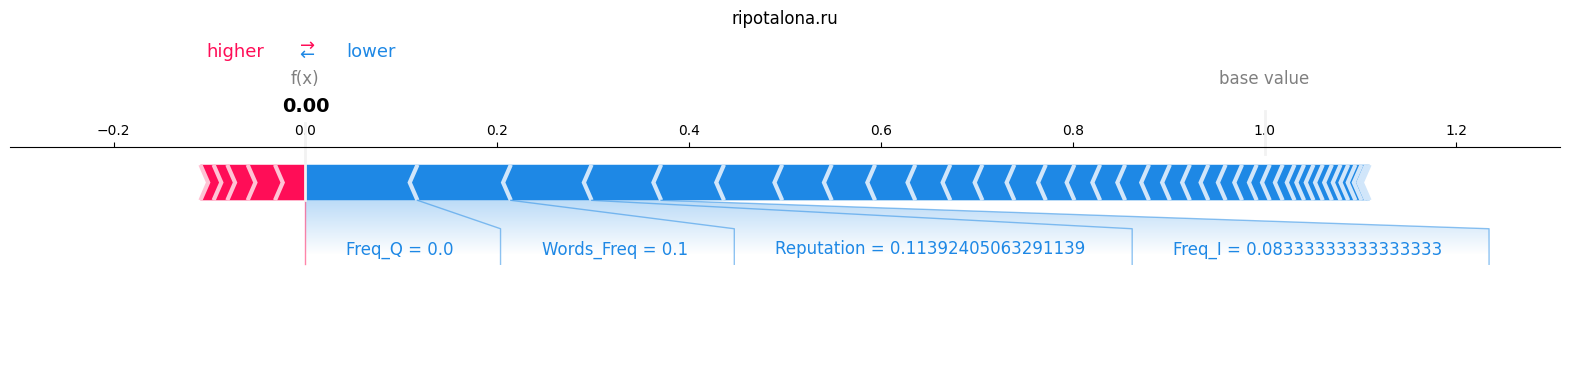 ripotalona.ru
higher → lower
←
f(x)
base value
0.00
−0.2 0.0 0.2 0.4 0.6 0.8 1.0 1.2
Freq_Q = 0.0
Words_Freq = 0.1
Reputation = 0.11392405063291139
Freq_I = 0.08333333333333333